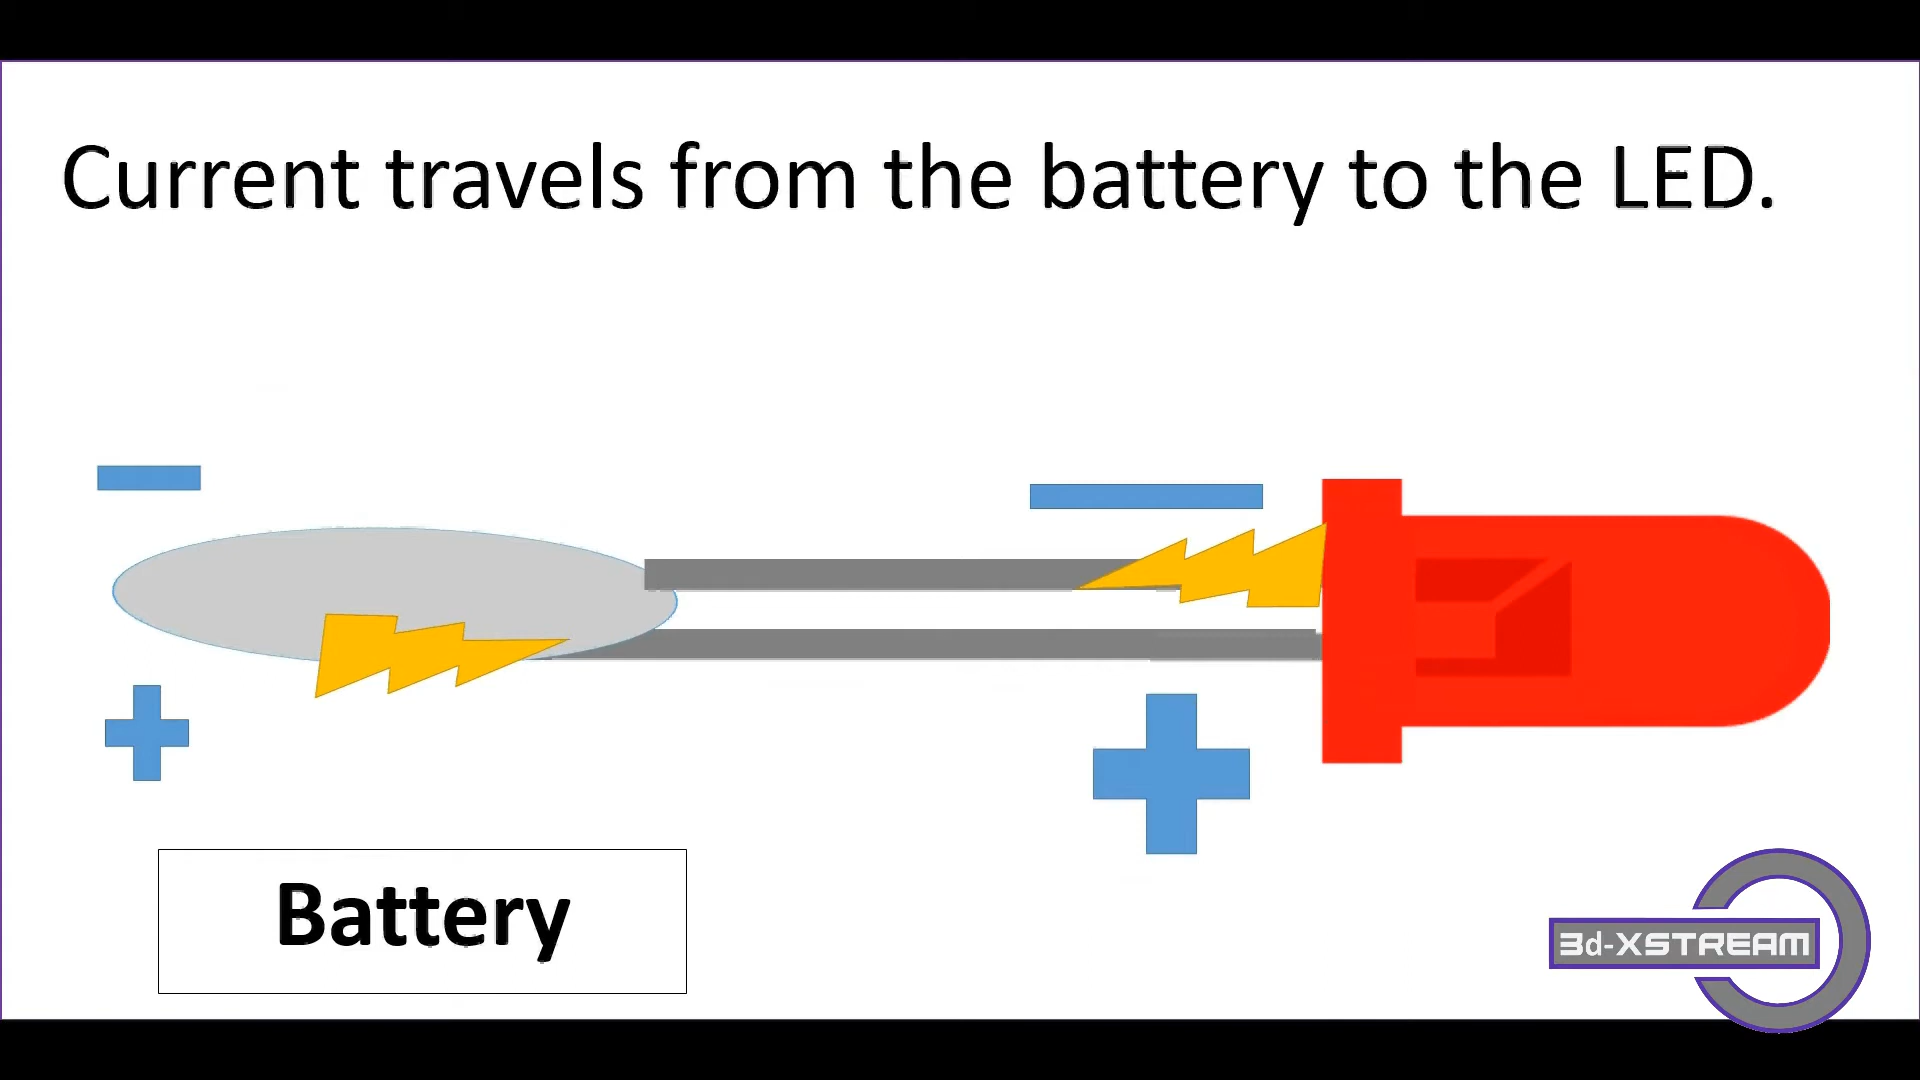 Current travels from the battery to the LED.
Battery
3d-XSTREAM